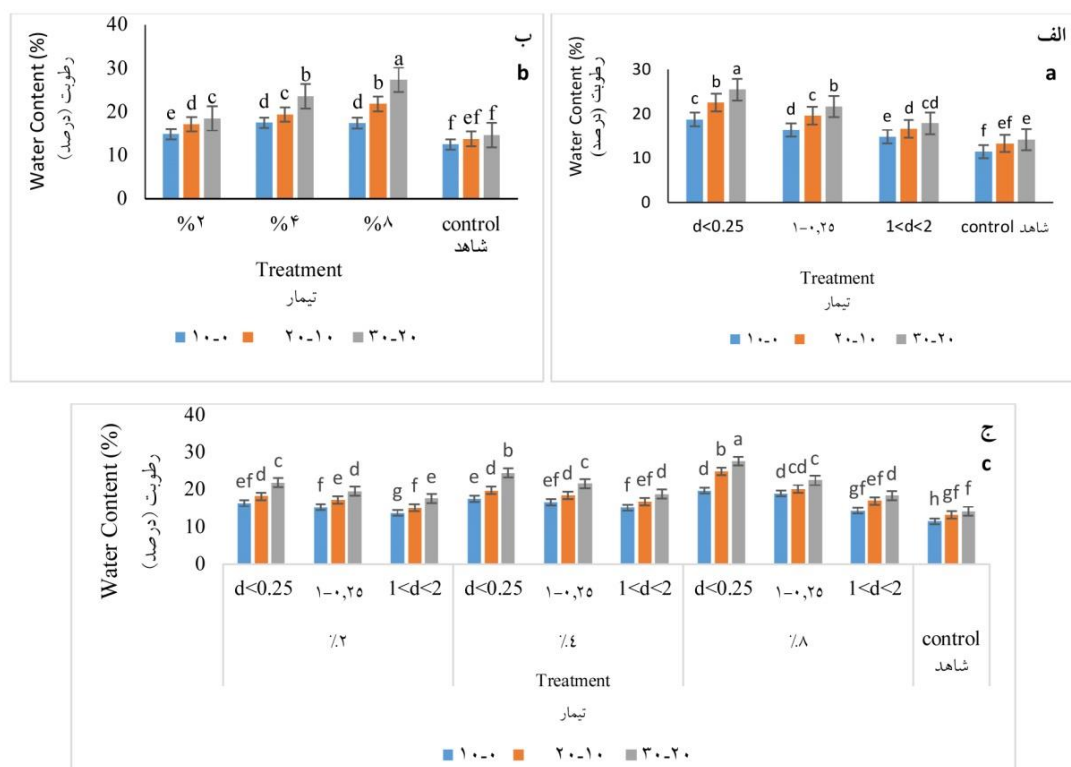 الف
a
Water Content (%)
رطوبت (درصد)
30
20
10
0
c b a d b a d d cd f ef e
d<0.25 ۱-۰,۲۵ 1<d<2 control شاهد
Treatment
تیمار
۱۰-۰ ۲۰-۱۰ ۳۰-۲۰
ب
b
Water Content (%)
رطوبت (درصد)
40
30
20
10
0
e d c d c b d b a f ef f
%۲ %۴ %۸ control
شاهد
Treatment
تیمار
۱۰-۰ ۲۰-۱۰ ۳۰-۲۰
ج
c
Water Content (%)
رطوبت (درصد)
40
30
20
10
0
ef d c f e d g f e e d b ef d c f ef d d b a d cd c gf ef d h gf f
d<0.25 ۱-۰,۲۵ 1<d<2 d<0.25 ۱-۰,۲۵ 1<d<2 d<0.25 ۱-۰,۲۵ 1<d<2
٪۲ ٪٤ ٪۸ control
شاهد
Treatment
تیمار
۱۰-۰ ۲۰-۱۰ ۳۰-۲۰